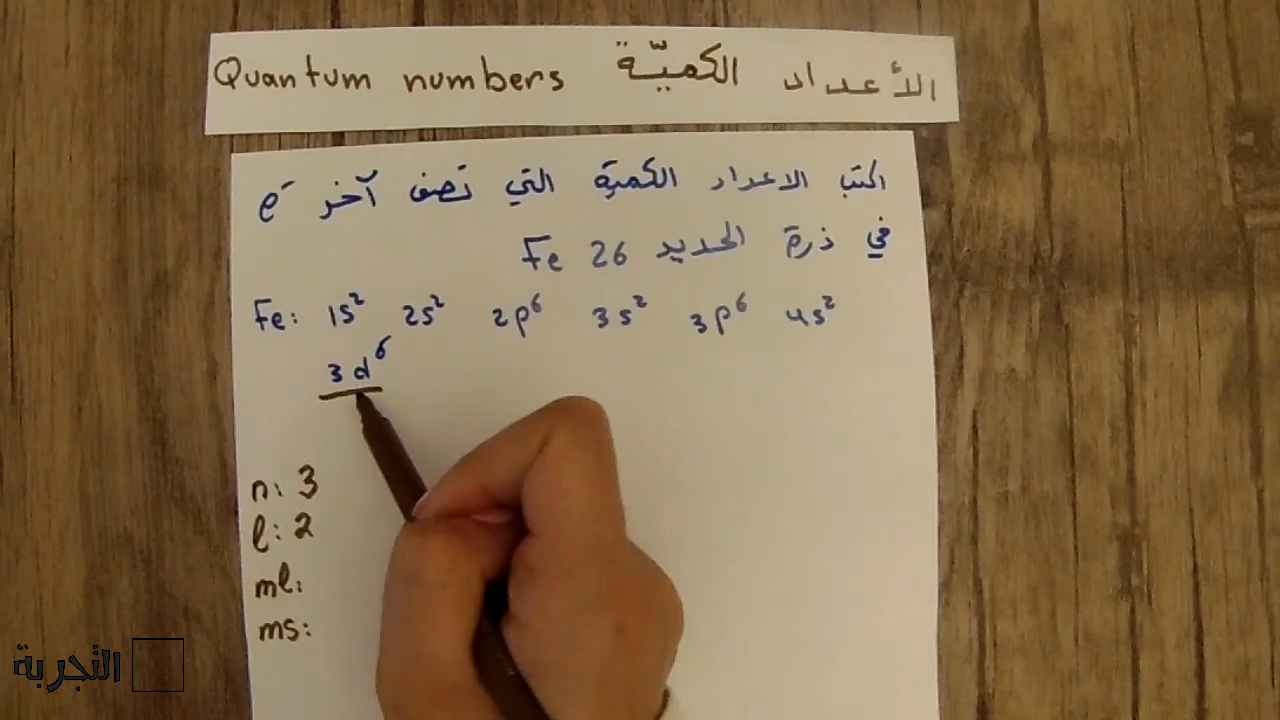 Quantum numbers الأعداد الكميّة
اكتب الاعداد الكمية التي تصف آخر e⁻
في ذرة الحديد Fe 26
Fe: 1s² 2s² 2p⁶ 3s² 3p⁶ 4s²
3d⁶
n: 3
l: 2
ml:
ms:
التجربة